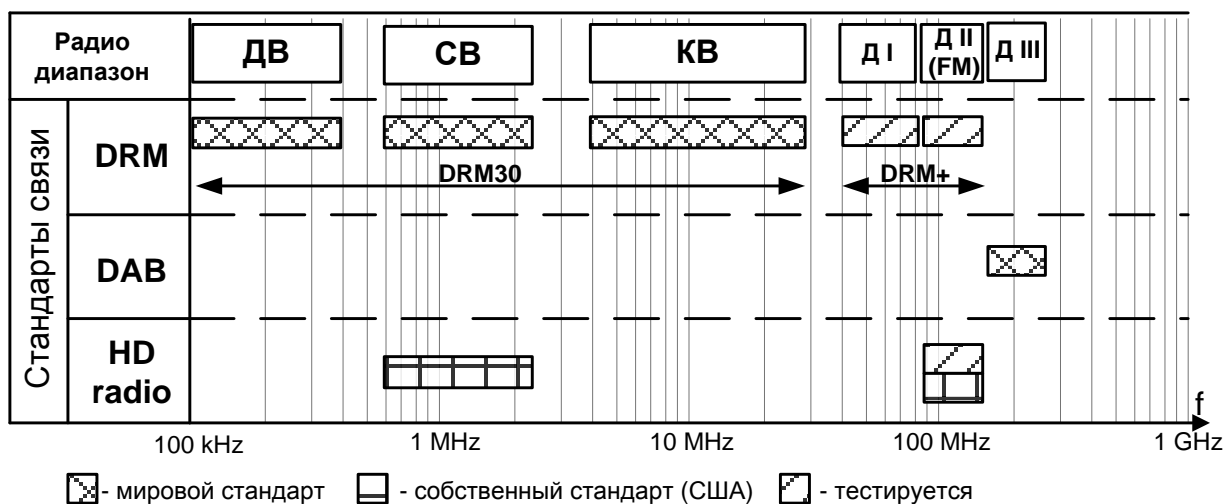 Радио
диапазон
ДВ
СВ
КВ
Д I
Д II
(FM)
Д III
Стандарты связи
DRM
DRM30
DRM+
DAB
HD
radio
f
100 kHz
1 MHz
10 MHz
100 MHz
1 GHz
- мировой стандарт
- собственный стандарт (США)
- тестируется